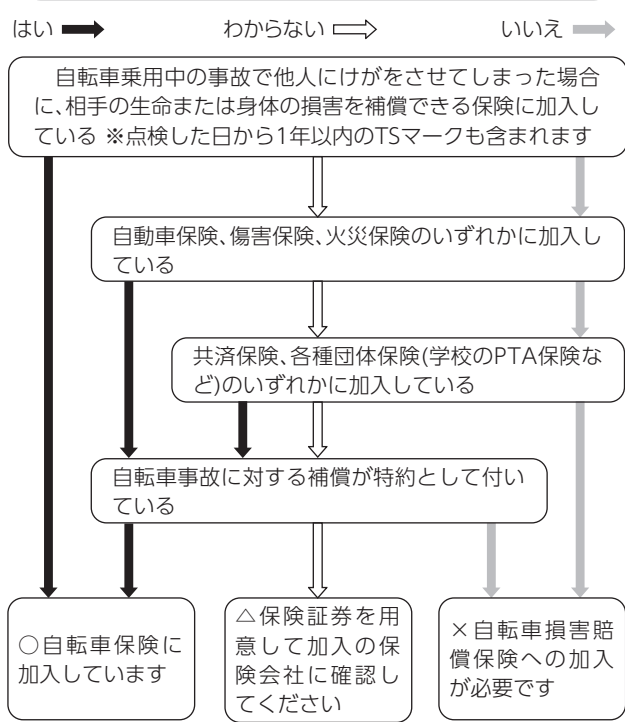 はい
わからない
いいえ
自転車乗用中の事故で他人にけがをさせてしまった場合
に、相手の生命または身体の損害を補償できる保険に加入し
ている ※点検した日から1年以内のTSマークも含まれます
自動車保険、傷害保険、火災保険のいずれかに加入し
ている
共済保険、各種団体保険(学校のPTA保険な
ど)のいずれかに加入している
自転車事故に対する補償が特約として付い
ている
○自転車保険に
加入しています
△保険証券を用
意して加入の保
険会社に確認し
てください
×自転車損害賠
償保険への加入
が必要です